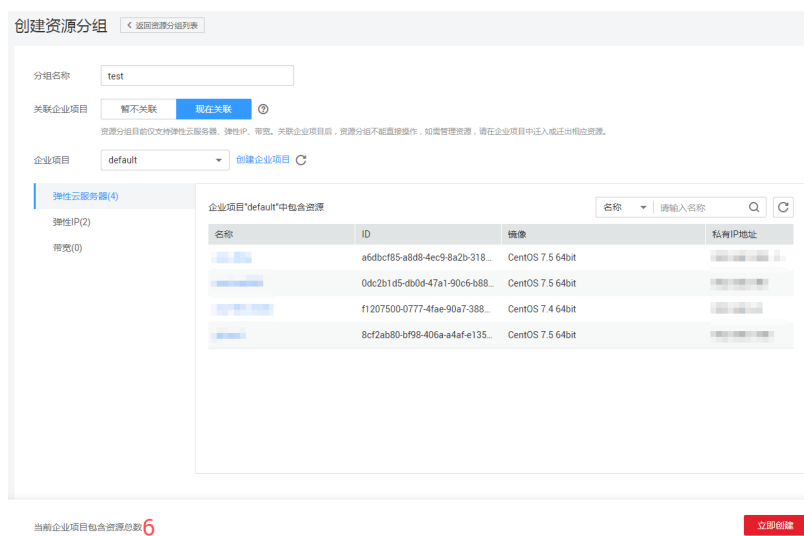 创建资源分组 < 返回资源分组列表
分组名称 test
关联企业项目 暂不关联 现在关联
资源分组目前仅支持弹性云服务器、弹性IP、带宽。关联企业项目后，资源分组不能直接操作，如需管理资源，请在企业项目中迁入或迁出相应资源。
企业项目 default 创建企业项目
弹性云服务器(4)
弹性IP(2)
带宽(0)
企业项目"default"中包含资源 名称 请输入名称
名称 ID 镜像 私有IP地址
a6dbcf85-a8d8-4ec9-8a2b-318... CentOS 7.5 64bit
0dc2b1d5-db0d-47a1-90c6-b88... CentOS 7.5 64bit
f1207500-0777-4fae-90a7-388... CentOS 7.4 64bit
8cf2ab80-bf98-406a-a4af-e135... CentOS 7.5 64bit
当前企业项目包含资源总数6 立即创建